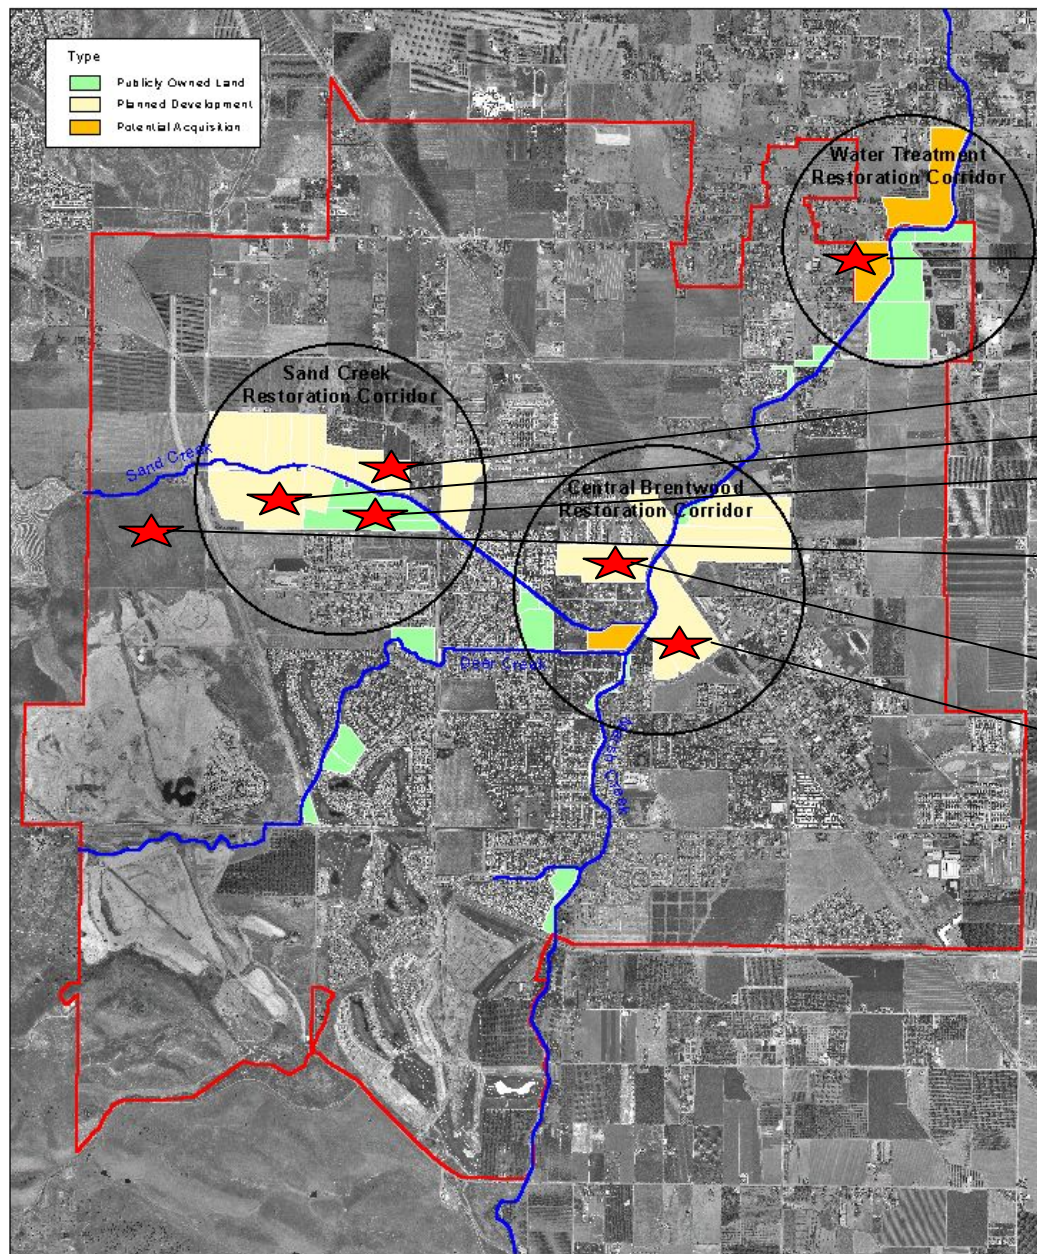 Type
Publicly Owned Land
Planned Development
Potential Acquisition
Water Treatment
Restoration Corridor
Sand Creek
Restoration Corridor
Sand Creek
Central Brentwood
Restoration Corridor
Deer Creek
Marsh Creek